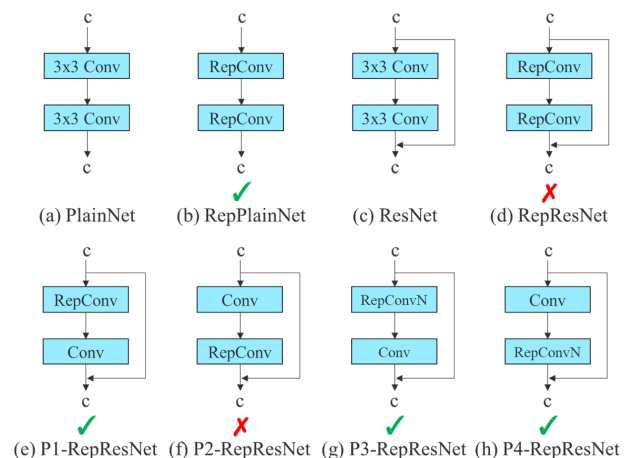 c c c c
3x3 Conv RepConv 3x3 Conv RepConv
3x3 Conv RepConv 3x3 Conv RepConv
c c c c
(a) PlainNet (b) RepPlainNet (c) ResNet (d) RepResNet
c c c c
RepConv Conv RepConvN Conv
Conv RepConv Conv RepConvN
c c c c
(e) P1-RepResNet (f) P2-RepResNet (g) P3-RepResNet (h) P4-RepResNet